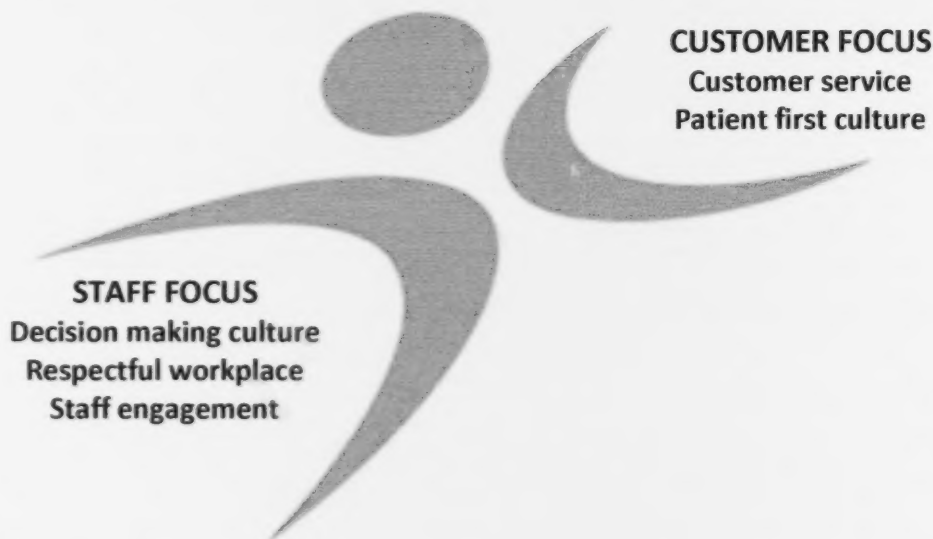 CUSTOMER FOCUS
Customer service
Patient first culture
STAFF FOCUS
Decision making culture
Respectful workplace
Staff engagement